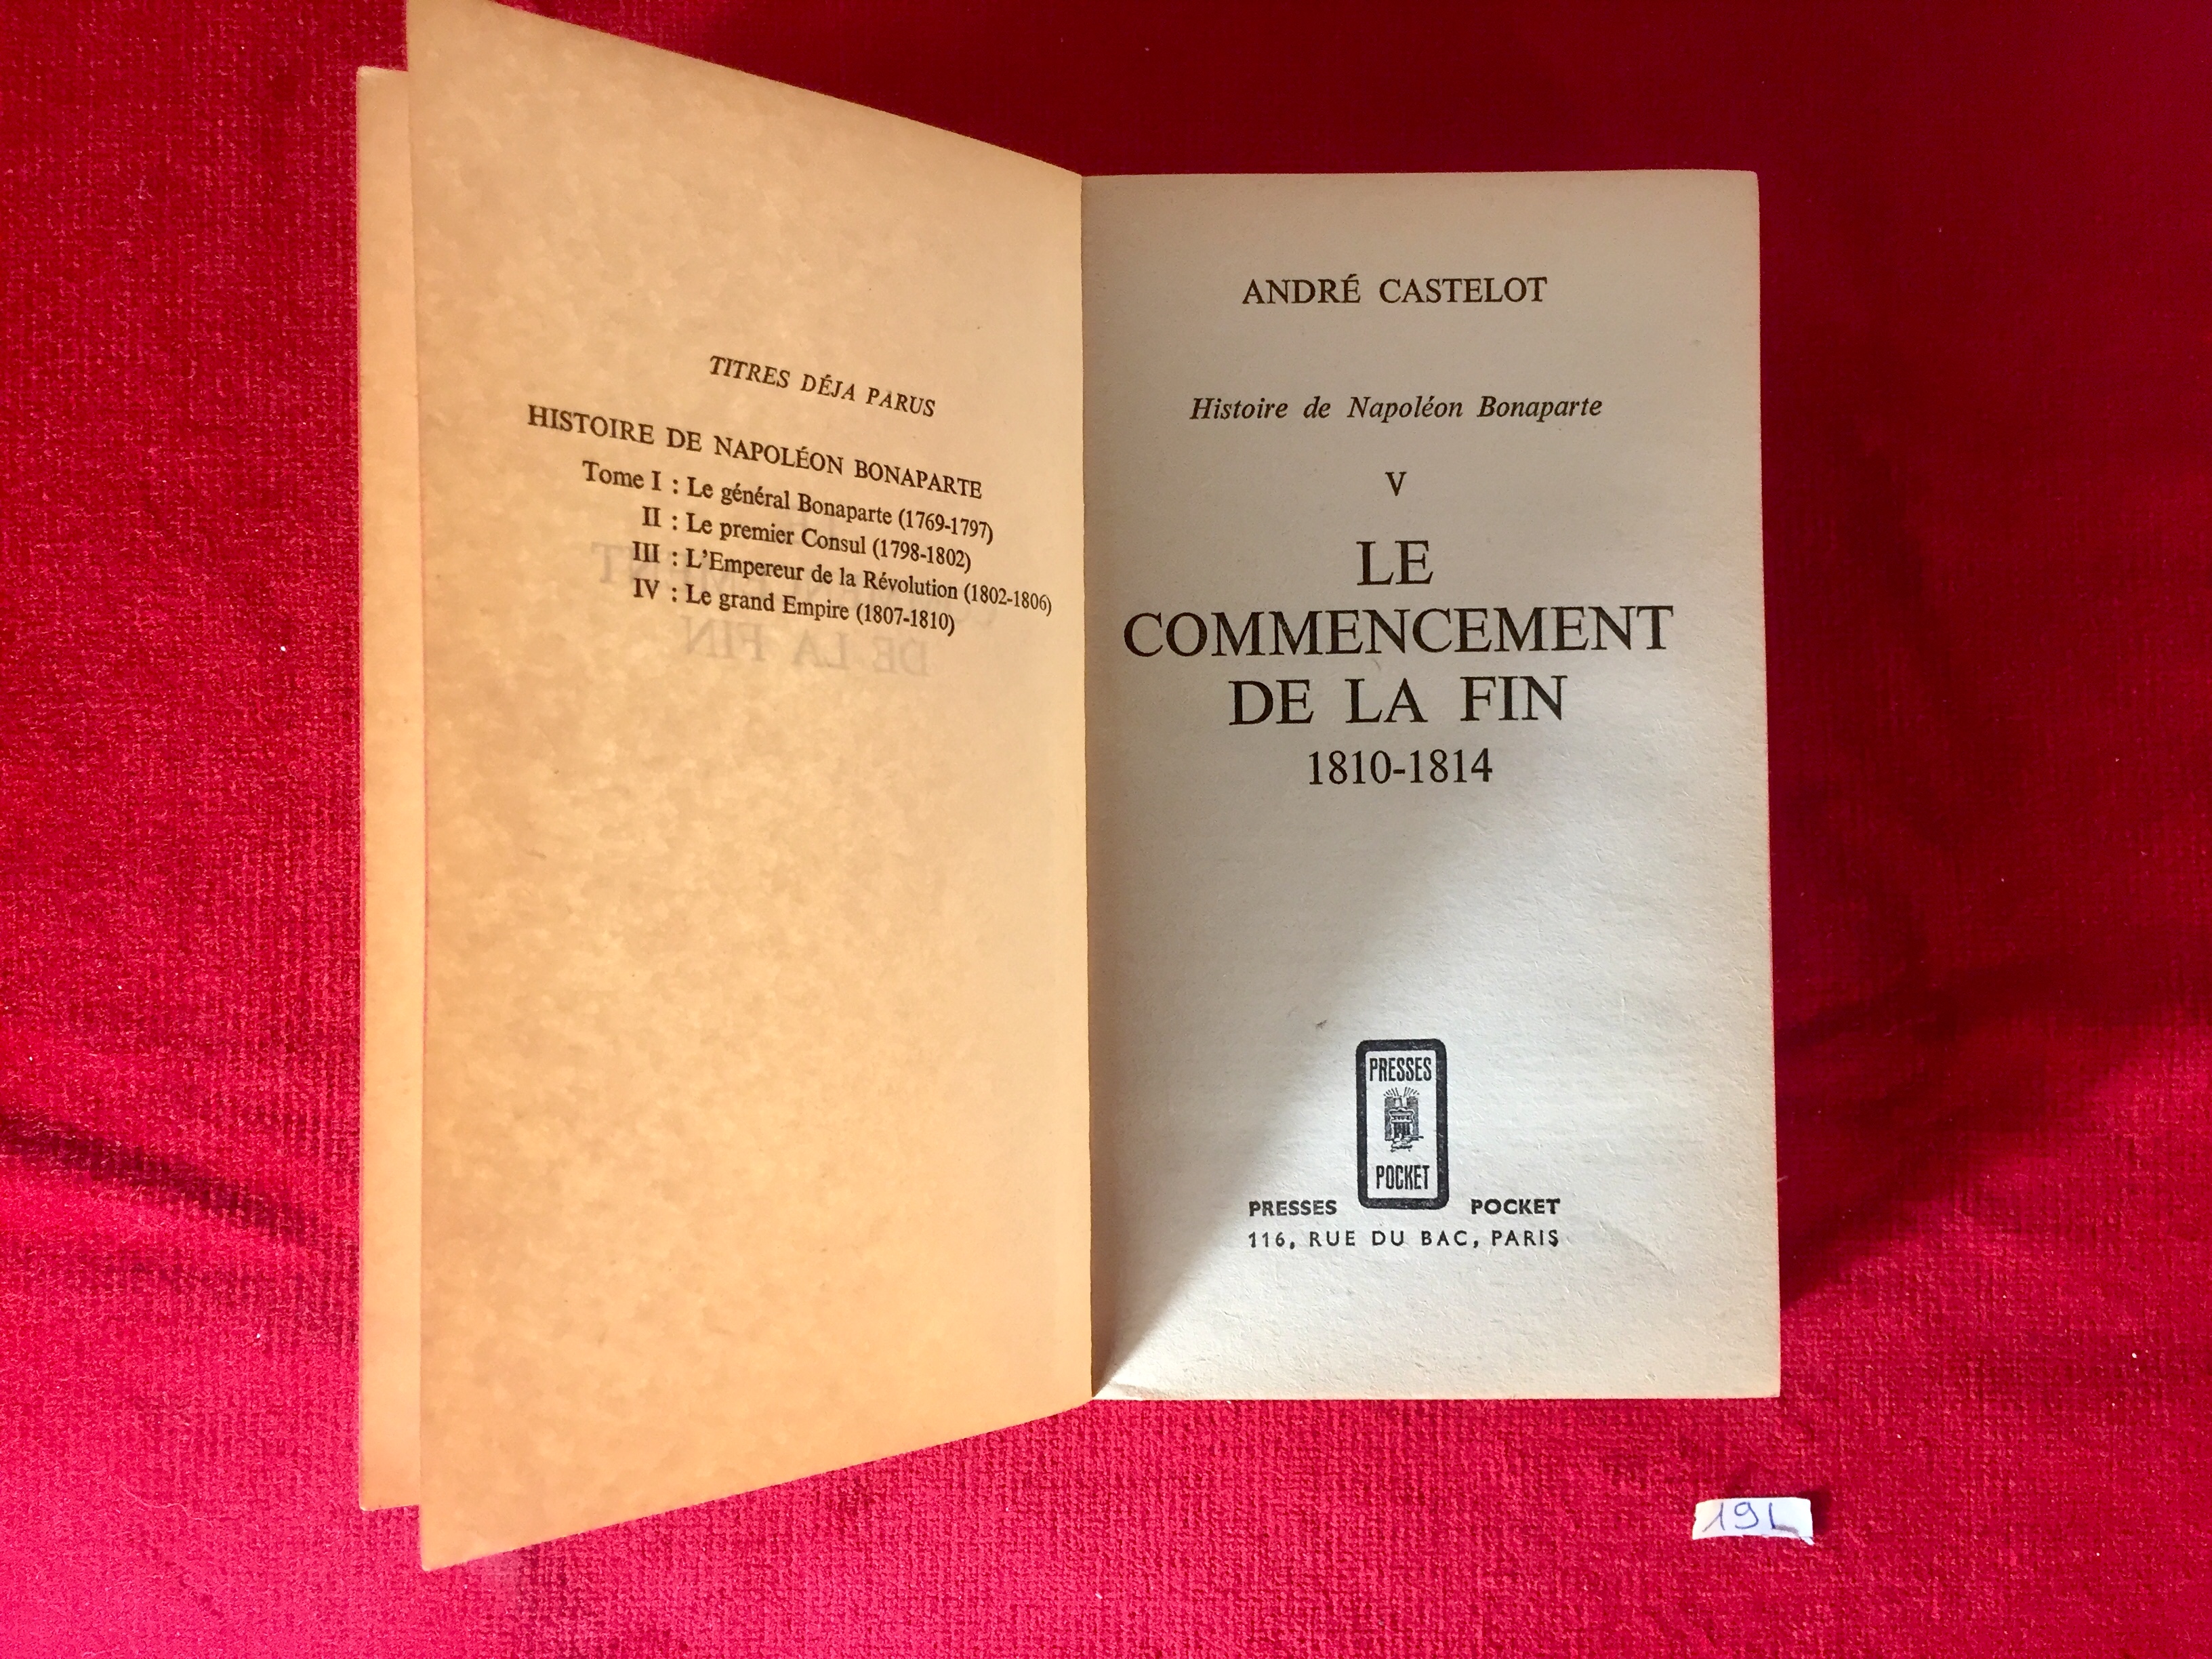 TITRES DÉJA PARUS
HISTOIRE DE NAPOLÉON BONAPARTE
Tome I : Le général Bonaparte (1769-1797)
II : Le premier Consul (1798-1802)
III : L'Empereur de la Révolution (1802-1806)
IV : Le grand Empire (1807-1810)
ANDRÉ CASTELOT
Histoire de Napoléon Bonaparte
V
LE
COMMENCEMENT
DE LA FIN
1810-1814
PRESSES
POCKET
PRESSES POCKET
116, RUE DU BAC, PARIS
19L